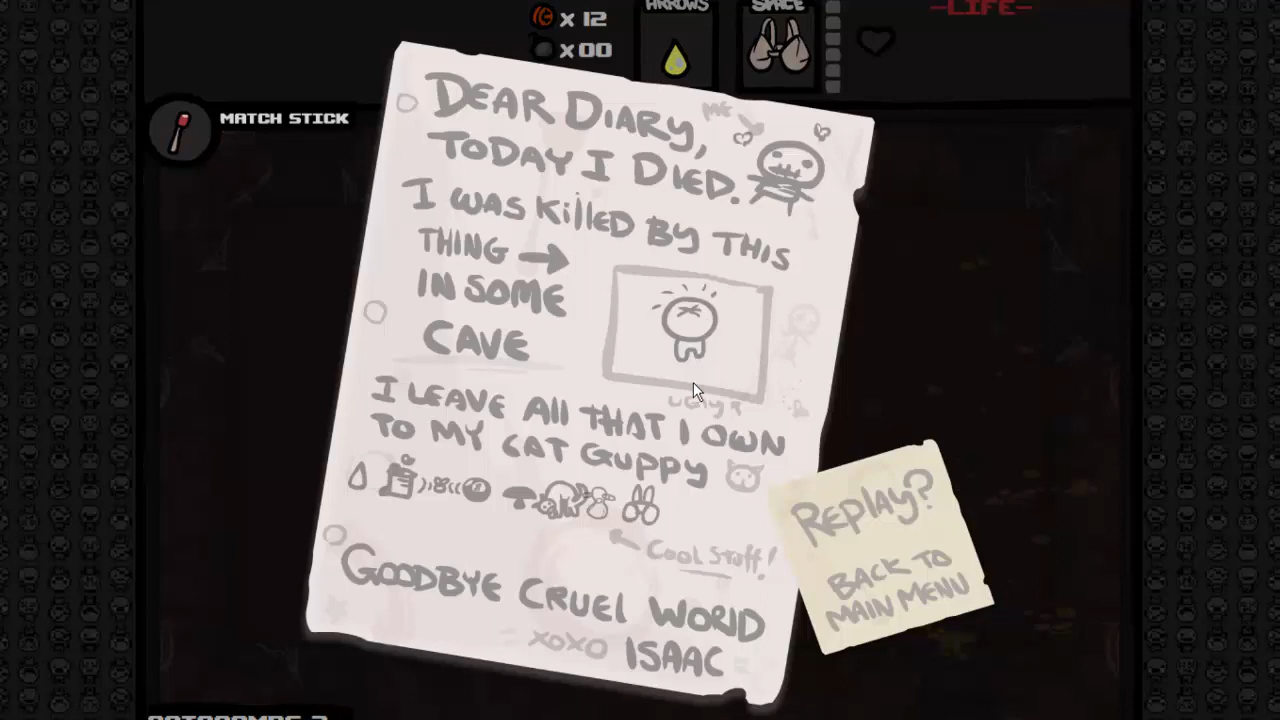 x 12
x 00
ARROWS
SPACE
-LIFE-
MATCH STICK
DEAR DIARY,
ME
TODAY I DIED.
I WAS KillED BY THIS
THING →
IN SOME
CAVE
UGLY
I LEAVE All THAT I OWN
TO MY CAT GUPPY
Cool Stuff!
GOODBYE CRUEl WORlD
XOXO ISAAC
REPlAY?
BACK TO
MAIN MENU